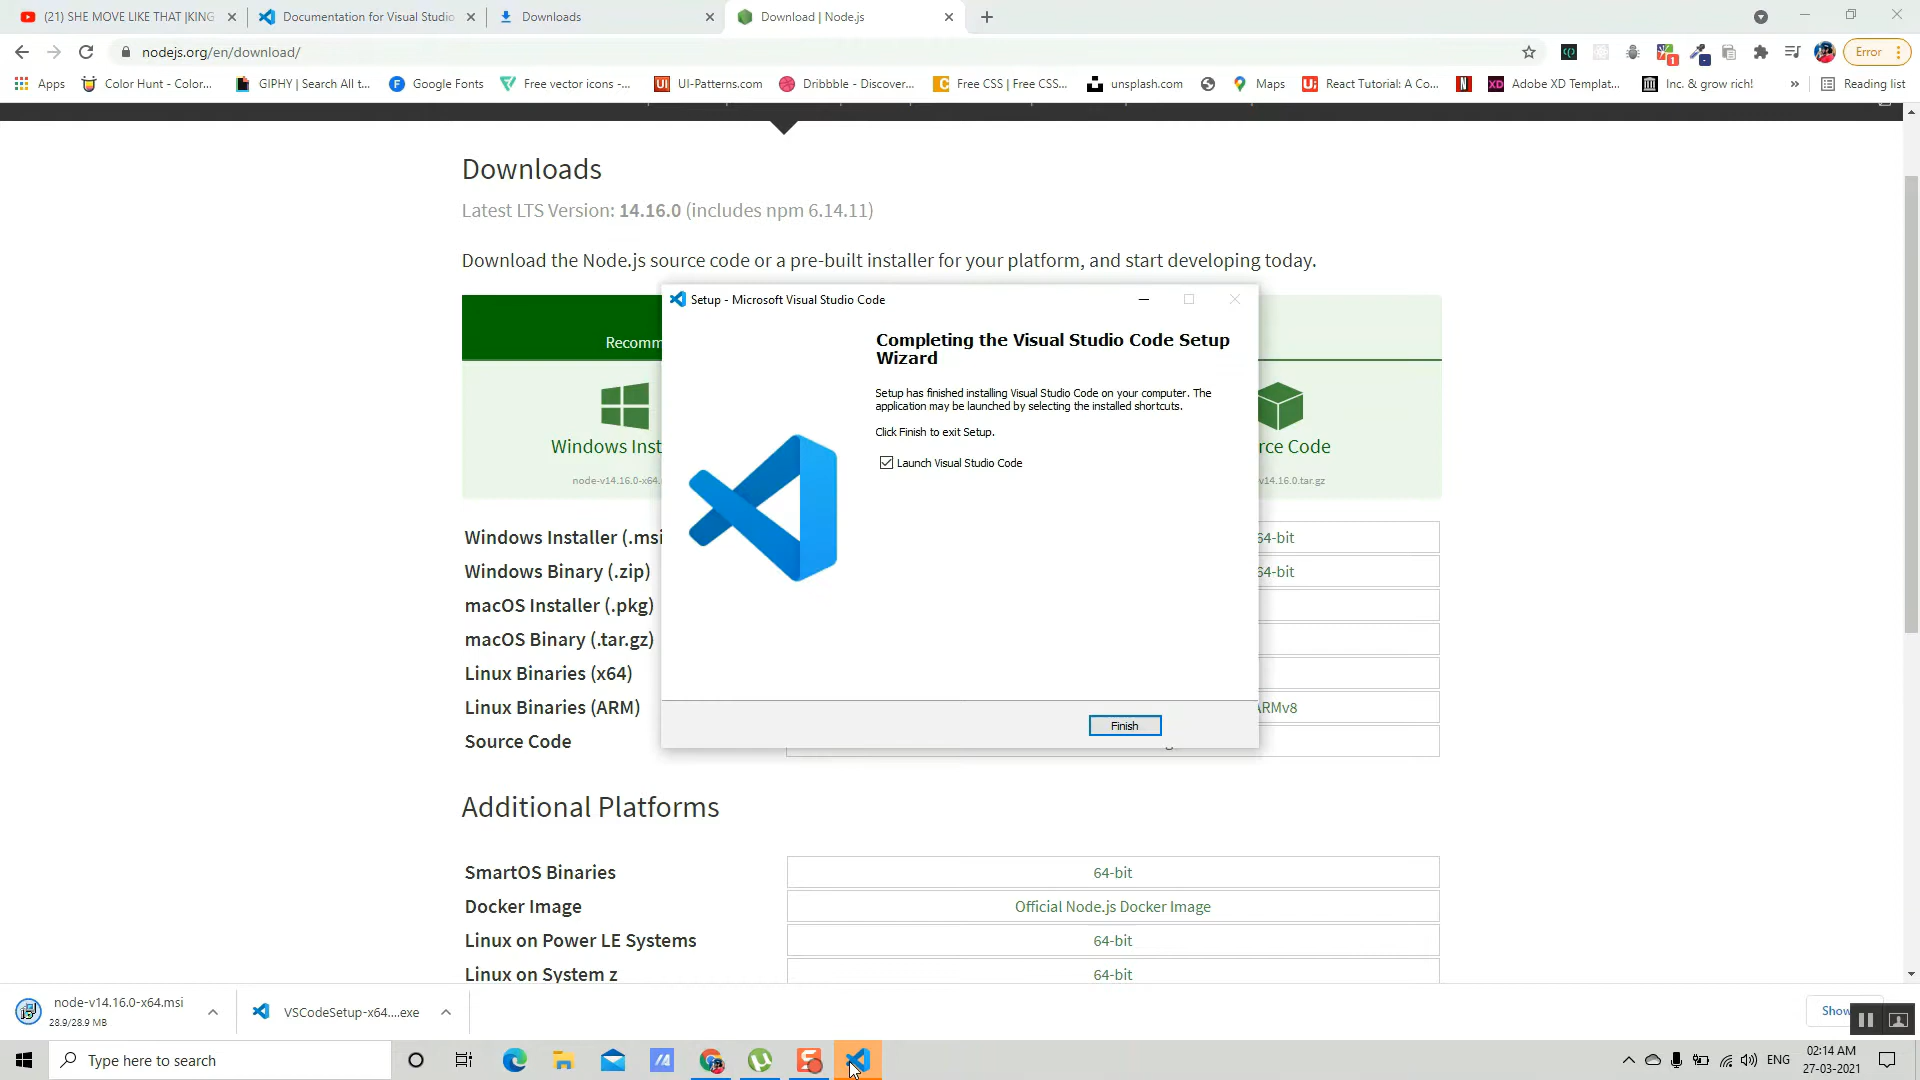 (21) SHE MOVE LIKE THAT |KING
Documentation for Visual Studio
Downloads
Download | Node.js
nodejs.org/en/download/
1
Error
Apps
Color Hunt - Color...
GIPHY | Search All t...
Google Fonts
Free vector icons -...
UI-Patterns.com
Dribbble - Discover...
Free CSS | Free CSS...
unsplash.com
Maps
React Tutorial: A Co...
Adobe XD Templat...
Inc. & grow rich!
»
Reading list
Downloads
Latest LTS Version: 14.16.0 (includes npm 6.14.11)
Download the Node.js source code or a pre-built installer for your platform, and start developing today.
Recomm
Windows Inst
node-v14.16.0-x64.
rce Code
v14.16.0.tar.gz
Setup - Microsoft Visual Studio Code
Completing the Visual Studio Code Setup
Wizard
Setup has finished installing Visual Studio Code on your computer. The
application may be launched by selecting the installed shortcuts.
Click Finish to exit Setup.
Launch Visual Studio Code
Finish
Windows Installer (.msi
64-bit
Windows Binary (.zip)
64-bit
macOS Installer (.pkg)
macOS Binary (.tar.gz)
Linux Binaries (x64)
Linux Binaries (ARM)
ARMv8
Source Code
Additional Platforms
SmartOS Binaries
64-bit
Docker Image
Official Node.js Docker Image
Linux on Power LE Systems
64-bit
Linux on System z
64-bit
node-v14.16.0-x64.msi
28.9/28.9 MB
VSCodeSetup-x64....exe
Show
Type here to search
ENG
02:14 AM
27-03-2021